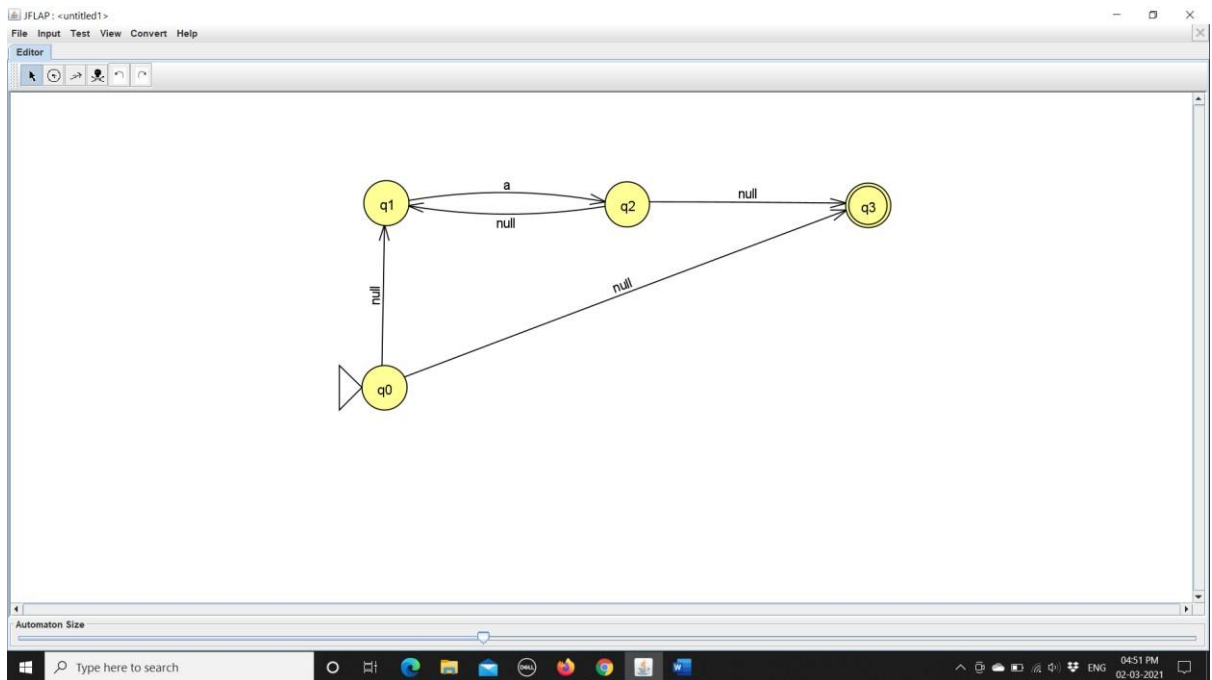 JFLAP : <untitled1>
File Input Test View Convert Help
Editor
a
q1
q2
null
q3
null
null
null
q0
Automaton Size
Type here to search
DELL
W
ENG
04:51 PM
02-03-2021